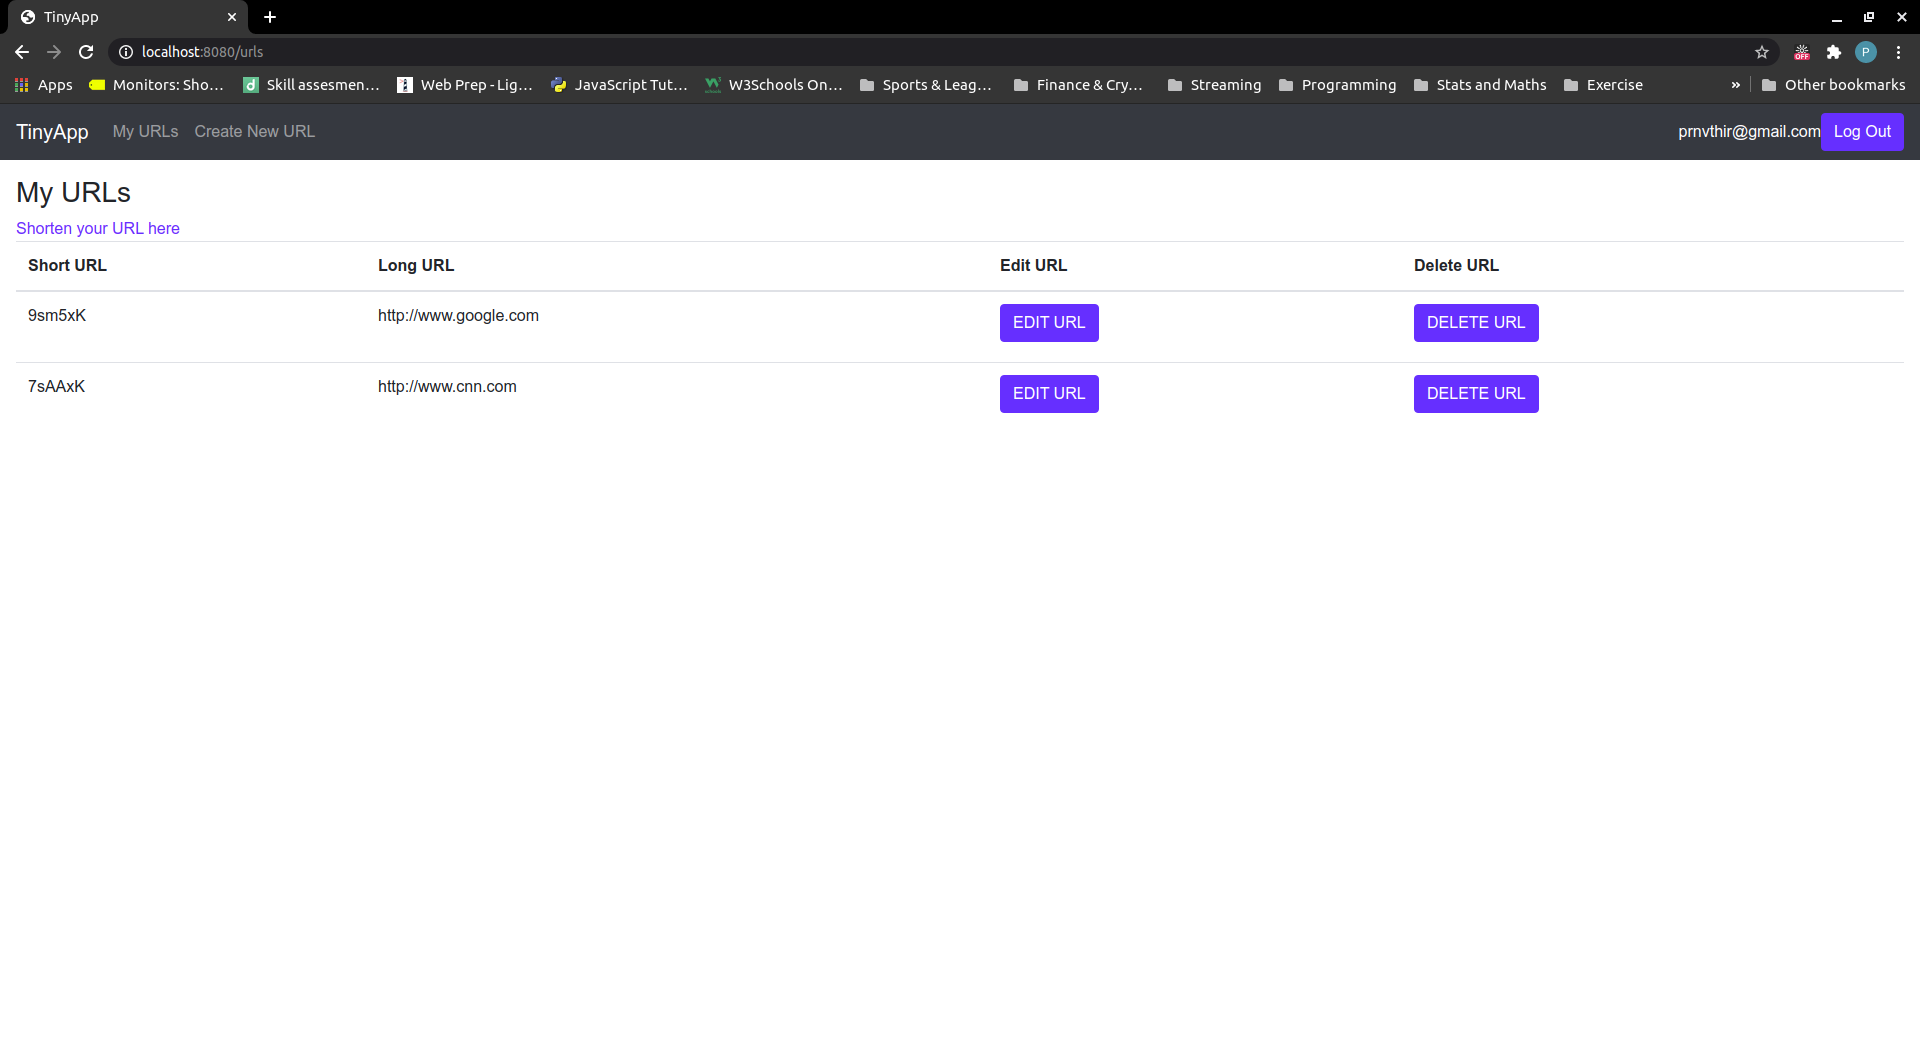 TinyApp
localhost:8080/urls
OFF
P
Apps Monitors: Sho... Skill assesmen... Web Prep - Lig... JavaScript Tut... W3Schools On... Sports & Leag... Finance & Cry... Streaming Programming Stats and Maths Exercise » Other bookmarks
TinyApp My URLs Create New URL prnvthir@gmail.com Log Out
My URLs
Shorten your URL here
Short URL Long URL Edit URL Delete URL
9sm5xK http://www.google.com EDIT URL DELETE URL
7sAAxK http://www.cnn.com EDIT URL DELETE URL